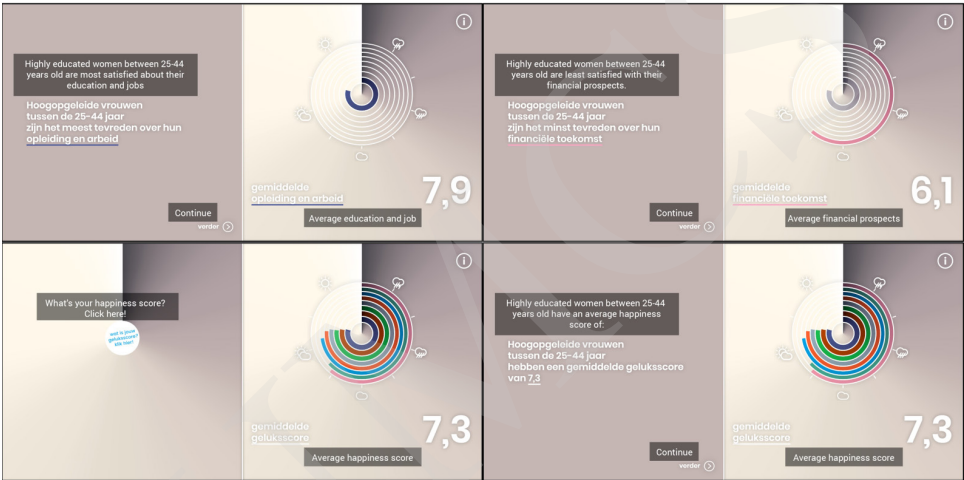 Highly educated women between 25-44
years old are most satisfied about their
education and jobs
Hoogopgeleide vrouwen
tussen de 25-44 jaar
zijn het meest tevreden over hun
opleiding en arbeid
Continue
verder
i
gemiddelde
opleiding en arbeid
7,9
Average education and job
Highly educated women between 25-44
years old are least satisfied with their
financial prospects.
Hoogopgeleide vrouwen
tussen de 25-44 jaar
zijn het minst tevreden over hun
financiële toekomst
Continue
verder
i
gemiddelde
financiële toekomst
6,1
Average financial prospects
What's your happiness score?
Click here!
wat is jouw
geluksscore?
Klik hier!
i
gemiddelde
geluksscore
7,3
Average happiness score
Highly educated women between 25-44
years old have an average happiness
score of:
Hoogopgeleide vrouwen
tussen de 25-44 jaar
hebben een gemiddelde geluksscore
van 7,3
Continue
verder
i
gemiddelde
geluksscore
7,3
Average happiness score